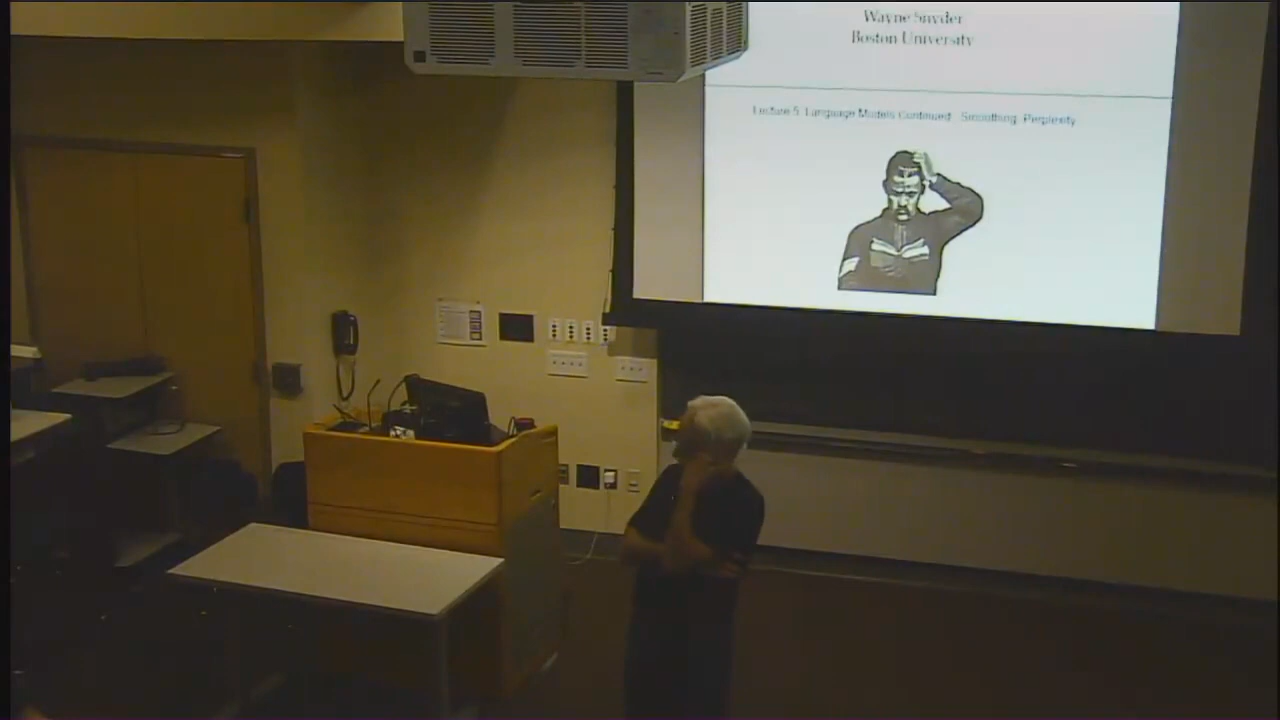 Wayne Snyder
Boston University
Lecture 5: Language Models Continued: Smoothing, Perplexity